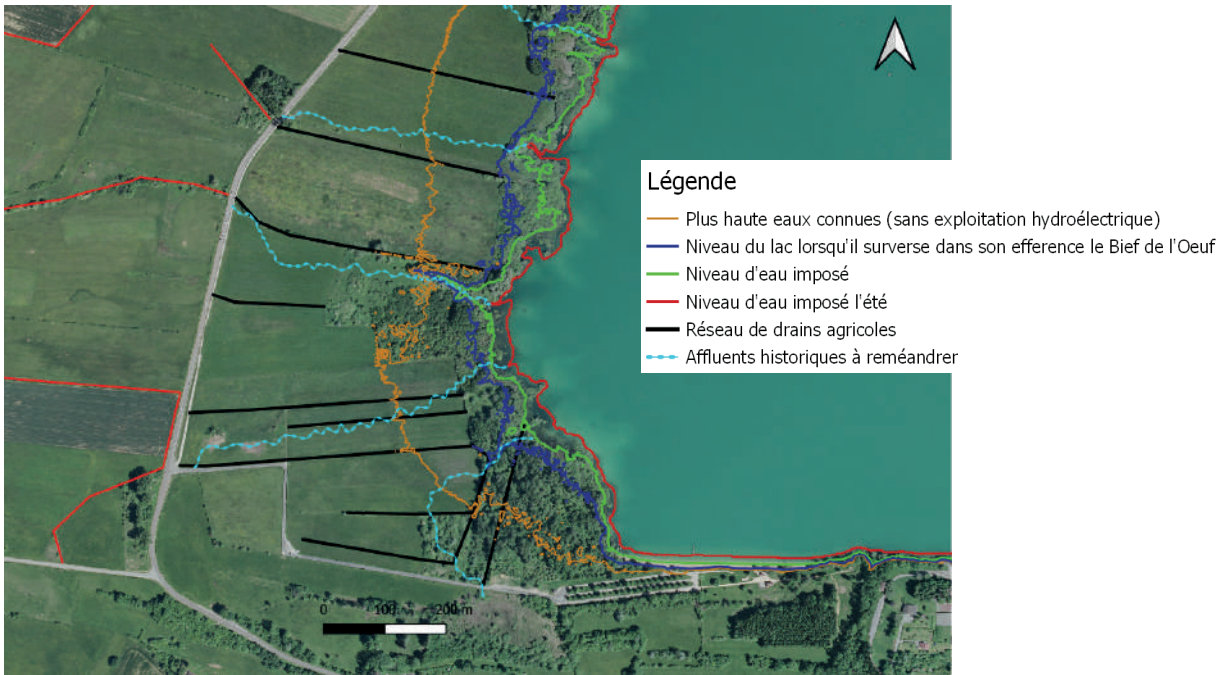 Légende
Plus haute eaux connues (sans exploitation hydroélectrique)
Niveau du lac lorsqu'il surverse dans son efference le Bief de l'Oeuf
Niveau d'eau imposé
Niveau d'eau imposé l'été
Réseau de drains agricoles
Affluents historiques à reméandrer
0 100 200 m